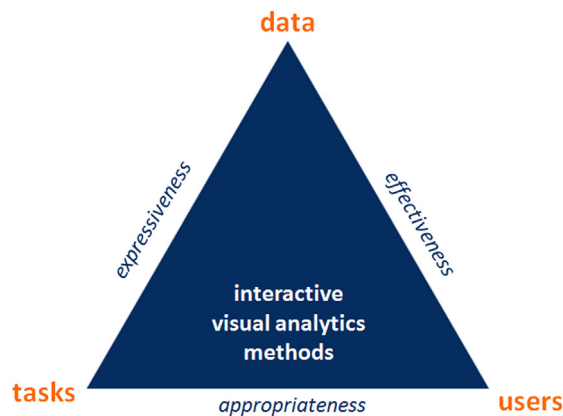 data
expressiveness
effectiveness
interactive
visual analytics
methods
tasks
appropriateness
users